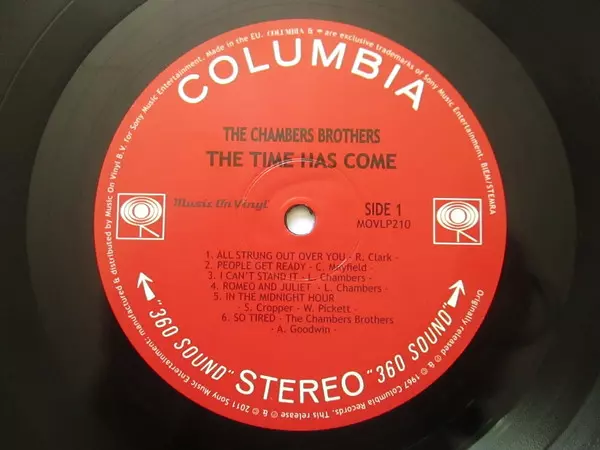 manufactured & distributed by Music On Vinyl B.V. for Sony Music Entertainment. Made in the E.U. COLUMBIA & are exclusive trademarks of Sony Music Entertainment. BIEM/STEMRA
COLUMBIA
THE CHAMBERS BROTHERS
THE TIME HAS COME
Music On Vinyl
SIDE 1
MOVLP210
1. ALL STRUNG OUT OVER YOU - R. Clark -
2. PEOPLE GET READY - C. Mayfield -
3. I CAN'T STAND IT - L. Chambers -
4. ROMEO AND JULIET - L. Chambers -
5. IN THE MIDNIGHT HOUR
- S. Cropper - W. Pickett -
6. SO TIRED - The Chambers Brothers -
A. Goodwin -
"360 SOUND" STEREO "360 SOUND"
Originally released ℗ & © 1967 Columbia Records. This release ℗ & © 2011 Sony Music Entertainment;